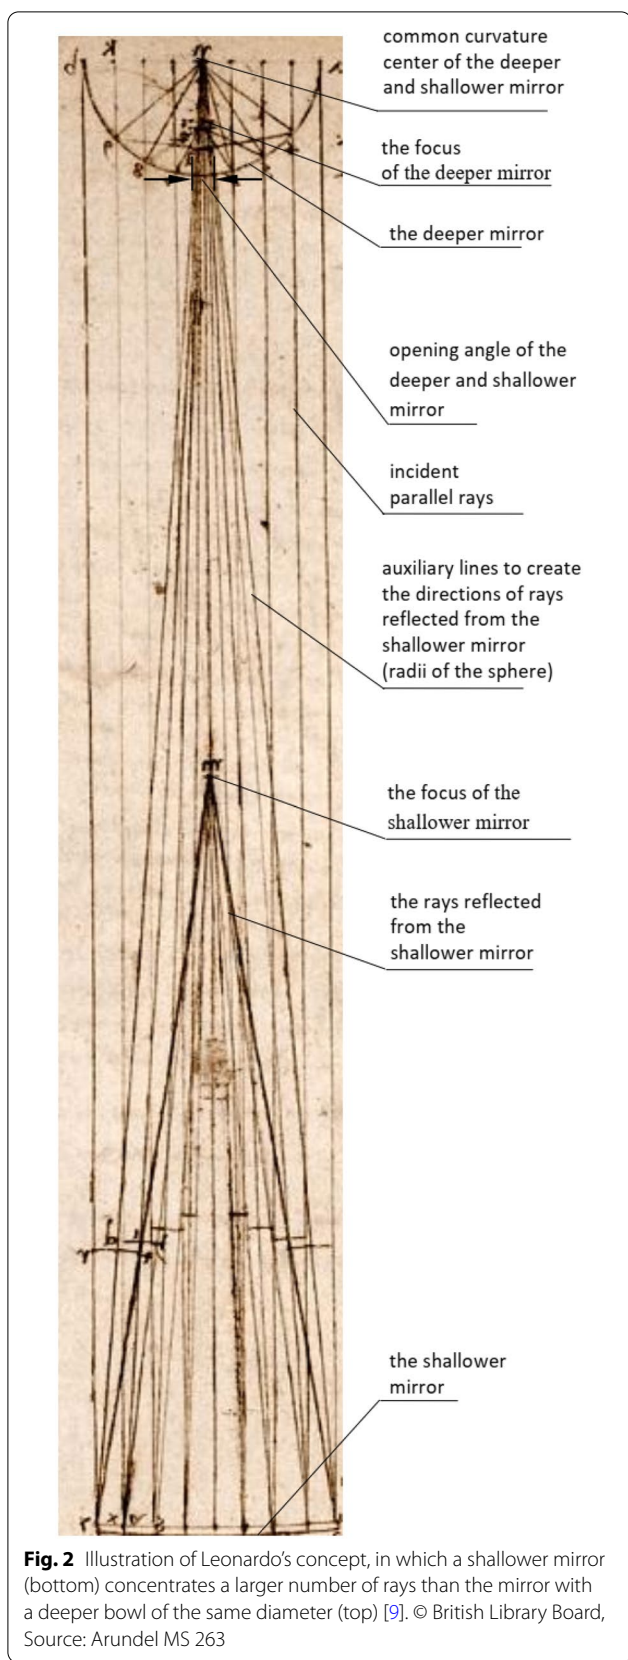 common curvature
center of the deeper
and shallower mirror
the focus
of the deeper mirror
the deeper mirror
opening angle of the
deeper and shallower
mirror
incident
parallel rays
auxiliary lines to create
the directions of rays
reflected from the
shallower mirror
(radii of the sphere)
the focus of the
shallower mirror
the rays reflected
from the
shallower mirror
the shallower
mirror
Fig. 2 Illustration of Leonardo's concept, in which a shallower mirror
(bottom) concentrates a larger number of rays than the mirror with
a deeper bowl of the same diameter (top) [9]. © British Library Board,
Source: Arundel MS 263